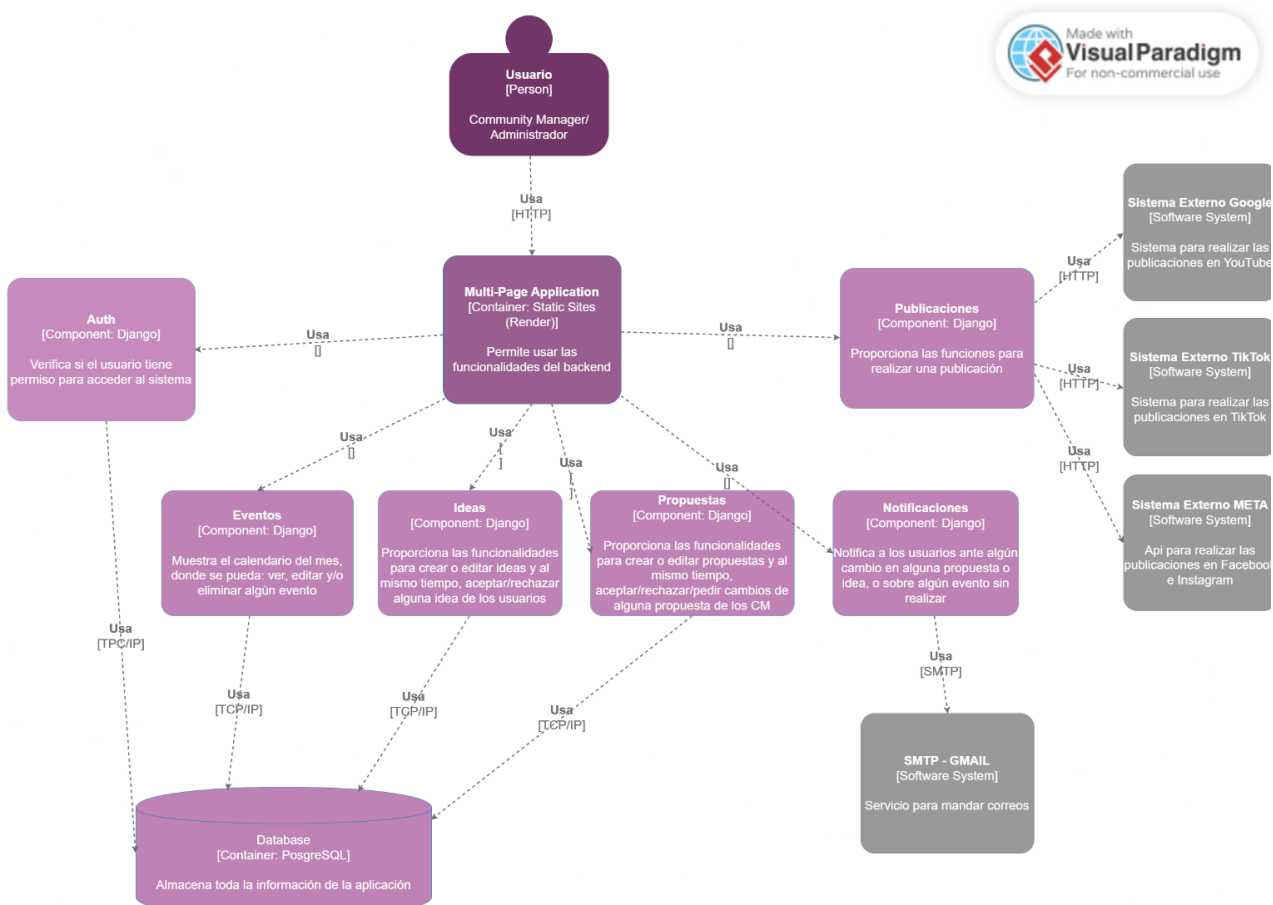 Made with
Visual Paradigm
For non-commercial use
Usuario
[Person]
Community Manager/
Administrador
Usa
[HTTP]
Multi-Page Application
[Container: Static Sites
(Render)]
Permite usar las
funcionalidades del backend
Auth
[Component: Django]
Verifica si el usuario tiene
permiso para acceder al sistema
Usa
[]
Usa
[]
Publicaciones
[Component: Django]
Proporciona las funciones para
realizar una publicación
Usa
[HTTP]
Sistema Externo Google
[Software System]
Sistema para realizar las
publicaciones en YouTube
Usa
[HTTP]
Sistema Externo TikTok
[Software System]
Sistema para realizar las
publicaciones en TikTok
Usa
[HTTP]
Sistema Externo META
[Software System]
Api para realizar las
publicaciones en Facebook
e Instagram
Usa
[]
Usa
[
]
Usa
[
]
Usa
[]
Eventos
[Component: Django]
Muestra el calendario del mes,
donde se pueda: ver, editar y/o
eliminar algún evento
Ideas
[Component: Django]
Proporciona las funcionalidades
para crear o editar ideas y al
mismo tiempo, aceptar/rechazar
alguna idea de los usuarios
Propuestas
[Component: Django]
Proporciona las funcionalidades
para crear o editar propuestas y al
mismo tiempo,
aceptar/rechazar/pedir cambios de
alguna propuesta de los CM
Notificaciones
[Component: Django]
Notifica a los usuarios ante algún
cambio en alguna propuesta o
idea, o sobre algún evento sin
realizar
Usa
[TPC/IP]
Usa
[TCP/IP]
Usa
[TCP/IP]
Usa
[TCP/IP]
Usa
[SMTP]
SMTP - GMAIL
[Software System]
Servicio para mandar correos
Database
[Container: PosgreSQL]
Almacena toda la información de la aplicación